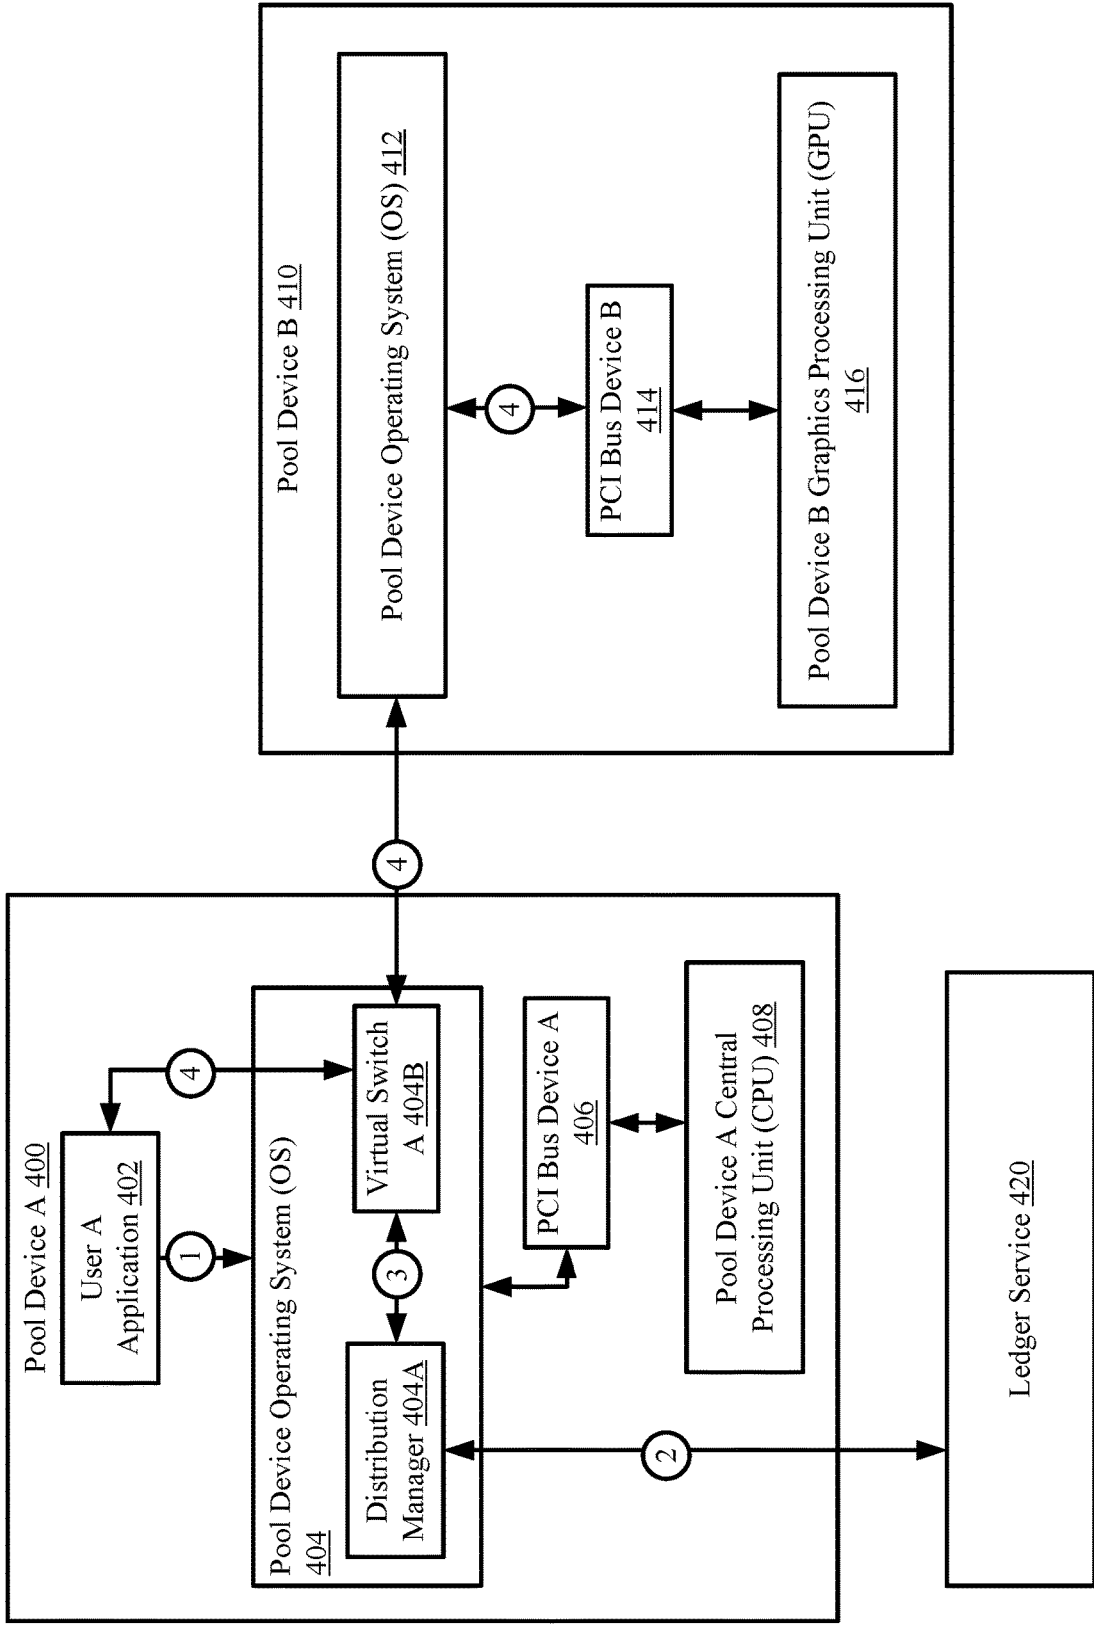 Pool Device A 400
User A
Application 402
1
4
Pool Device Operating System (OS)
404
Distribution
Manager 404A
3
Virtual Switch
A 404B
PCI Bus Device A
406
Pool Device A Central
Processing Unit (CPU) 408
2
Ledger Service 420
4
Pool Device B 410
Pool Device Operating System (OS) 412
4
PCI Bus Device B
414
Pool Device B Graphics Processing Unit (GPU)
416